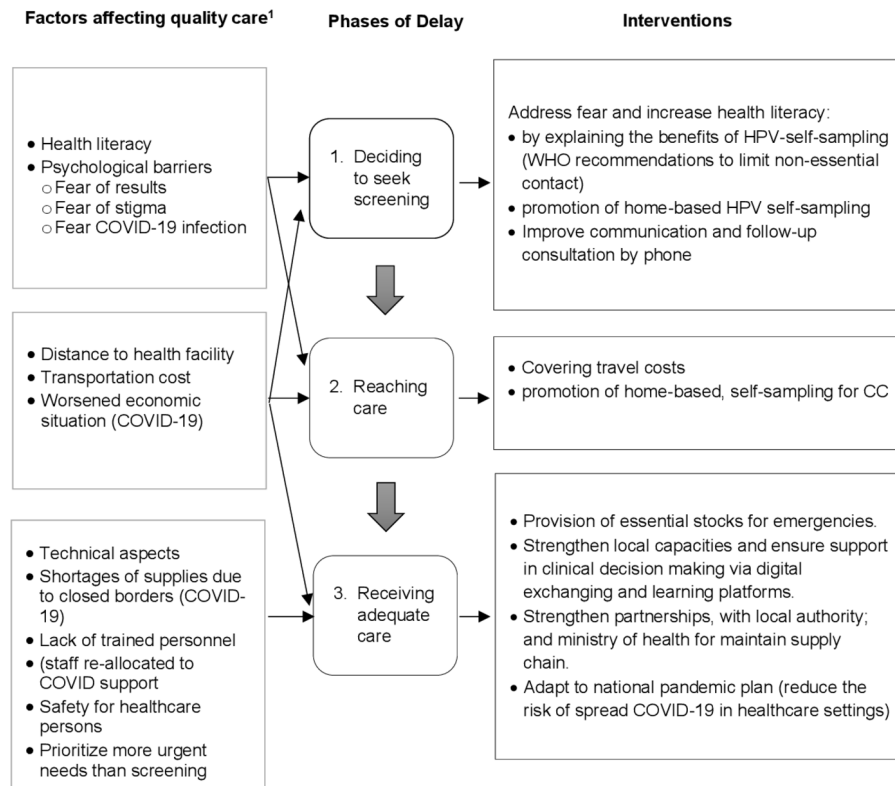 Factors affecting quality care¹
Phases of Delay
Interventions
● Health literacy
● Psychological barriers
○ Fear of results
○ Fear of stigma
○ Fear COVID-19 infection
1. Deciding
to seek
screening
Address fear and increase health literacy:
● by explaining the benefits of HPV-self-sampling
(WHO recommendations to limit non-essential
contact)
● promotion of home-based HPV self-sampling
● Improve communication and follow-up
consultation by phone
● Distance to health facility
● Transportation cost
● Worsened economic
situation (COVID-19)
2. Reaching
care
● Covering travel costs
● promotion of home-based, self-sampling for CC
● Technical aspects
● Shortages of supplies due
to closed borders (COVID-
19)
● Lack of trained personnel
● (staff re-allocated to
COVID support
● Safety for healthcare
persons
● Prioritize more urgent
needs than screening
3. Receiving
adequate
care
● Provision of essential stocks for emergencies.
● Strengthen local capacities and ensure support
in clinical decision making via digital
exchanging and learning platforms.
● Strengthen partnerships, with local authority;
and ministry of health for maintain supply
chain.
● Adapt to national pandemic plan (reduce the
risk of spread COVID-19 in healthcare settings)